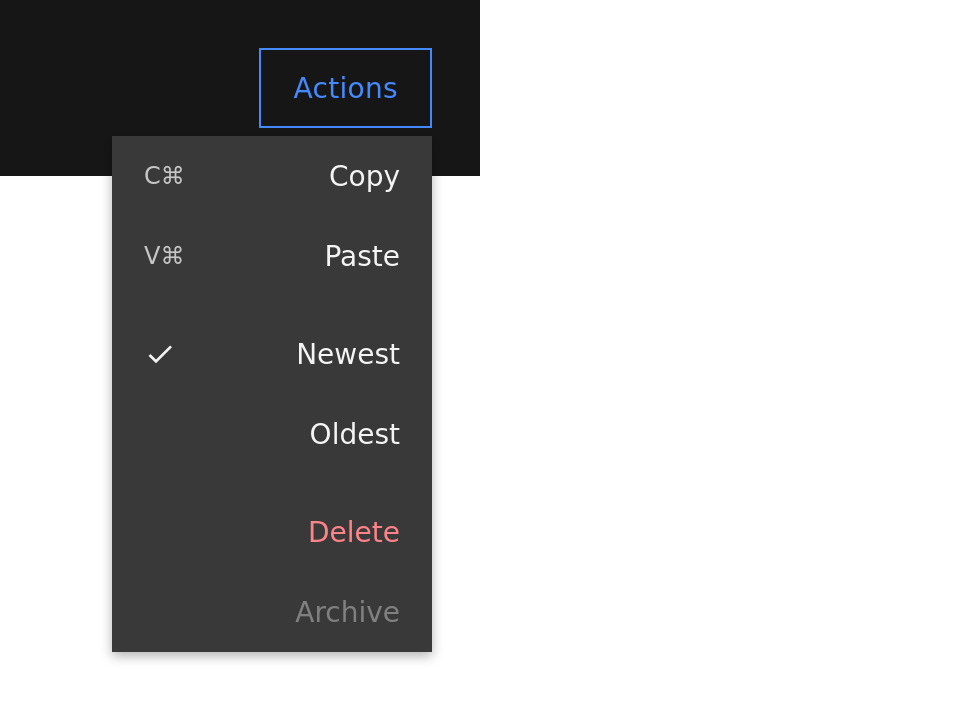 Actions
Copy C⌘
Paste V⌘
Newest
Oldest
Delete
Archive